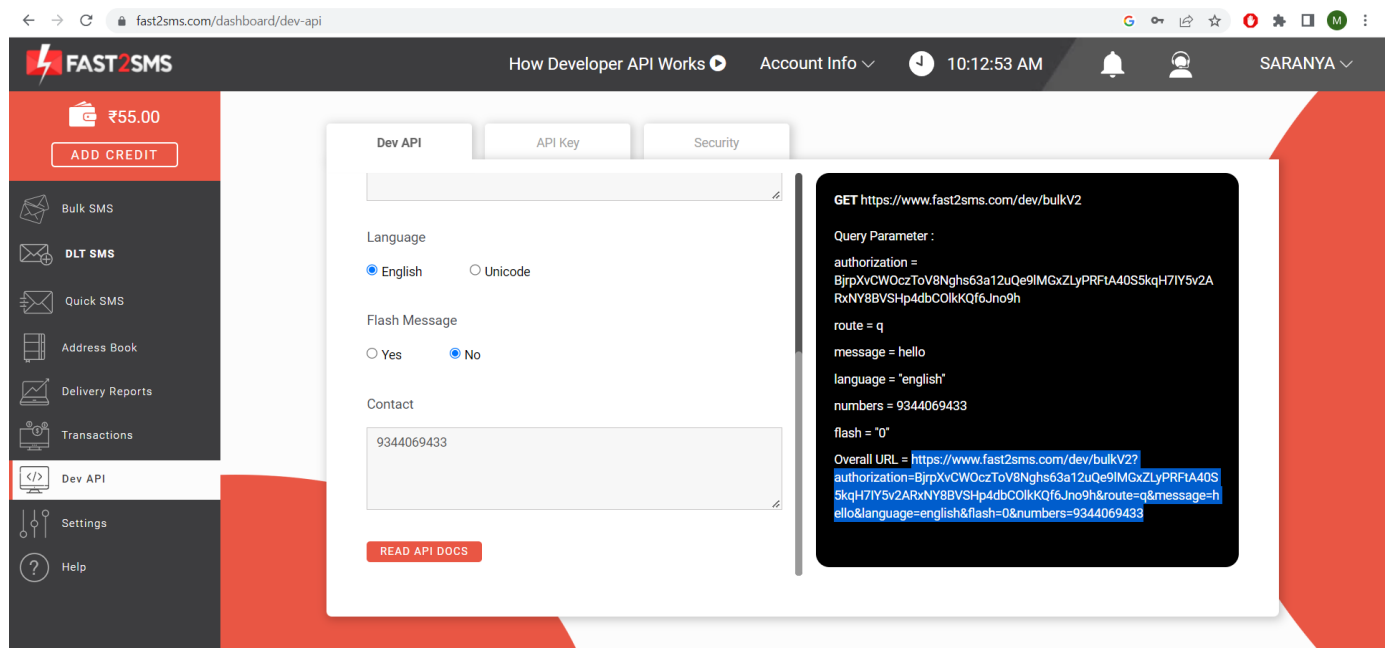 fast2sms.com/dashboard/dev-api
M
FAST2SMS
How Developer API Works
Account Info
10:12:53 AM
SARANYA
₹55.00
ADD CREDIT
Bulk SMS
DLT SMS
Quick SMS
Address Book
Delivery Reports
Transactions
Dev API
Settings
Help
Dev API
API Key
Security
Language
English
Unicode
Flash Message
Yes
No
Contact
9344069433
READ API DOCS
GET https://www.fast2sms.com/dev/bulkV2
Query Parameter :
authorization =
BjrpXvCWOczToV8Nghs63a12uQe9lMGxZLyPRFtA40S5kqH7IY5v2A
RxNY8BVSHp4dbCOlkKQf6Jno9h
route = q
message = hello
language = "english"
numbers = 9344069433
flash = "0"
Overall URL = https://www.fast2sms.com/dev/bulkV2?
authorization=BjrpXvCWOczToV8Nghs63a12uQe9lMGxZLyPRFtA40S
5kqH7IY5v2ARxNY8BVSHp4dbCOlkKQf6Jno9h&route=q&message=h
ello&language=english&flash=0&numbers=9344069433